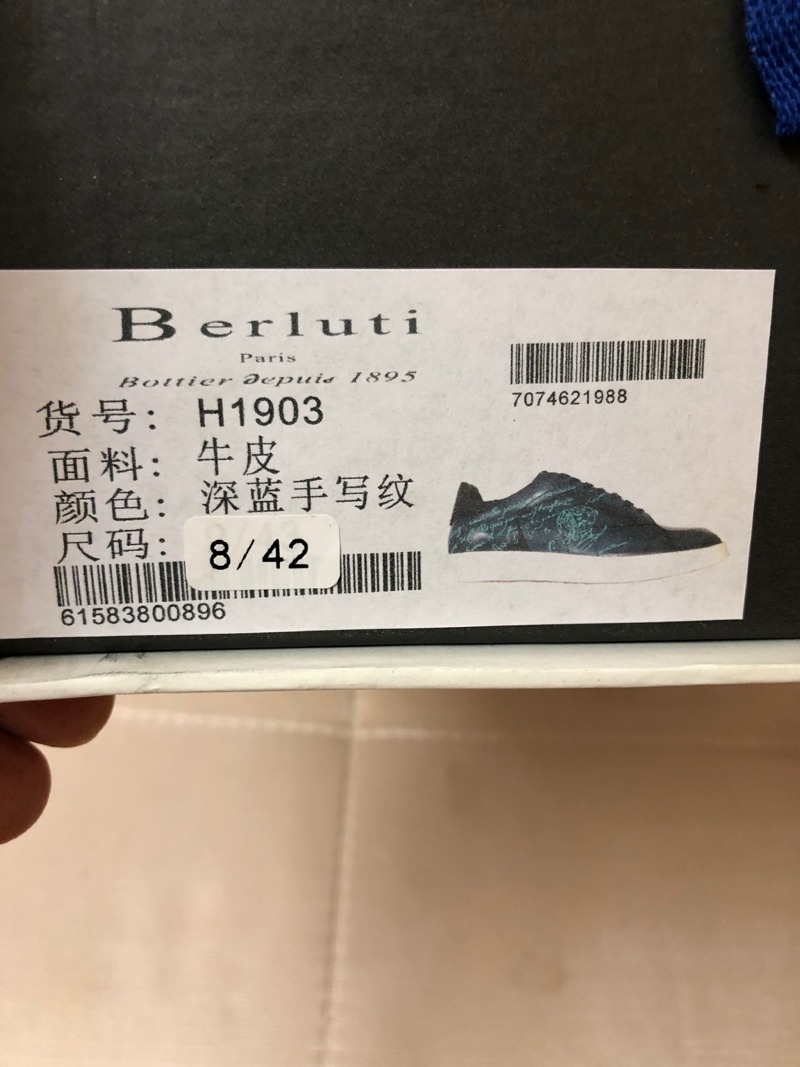 Berluti
Paris
Bottier depuis 1895
7074621988
货号: H1903
面料: 牛皮
颜色: 深蓝手写纹
尺码: 8/42
61583800896